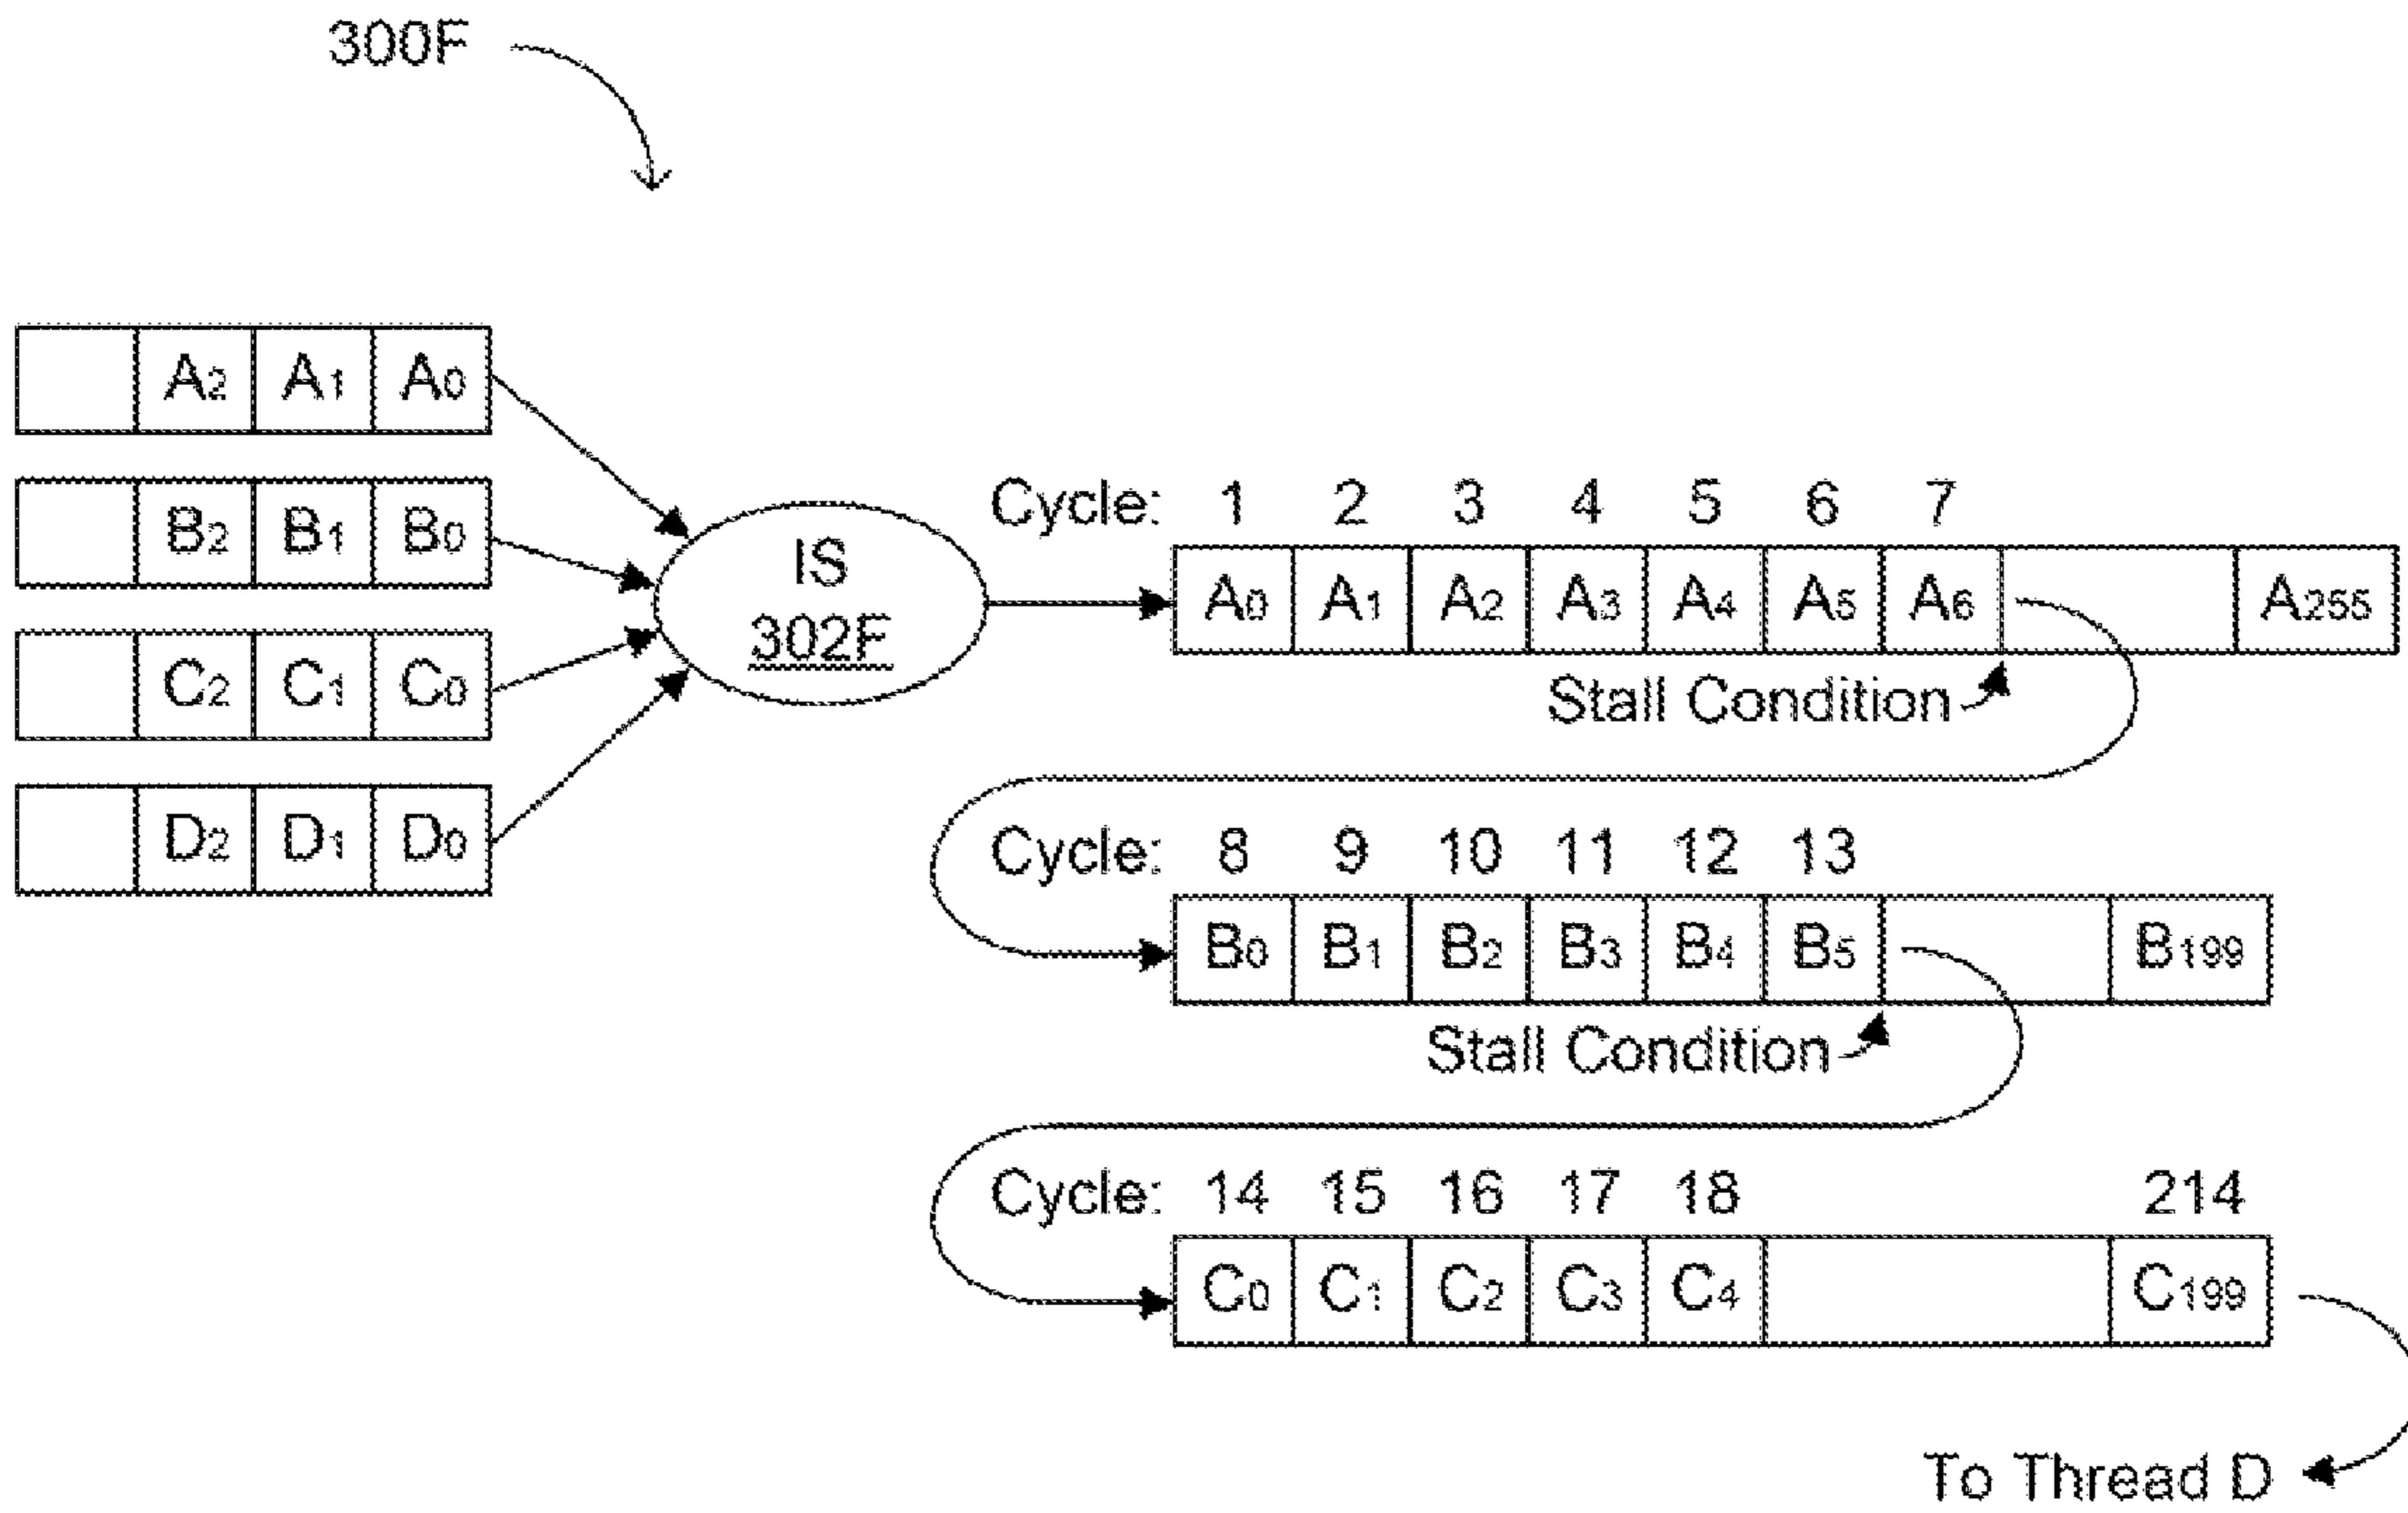 300F
A2 A1 A0
B2 B1 B0
C2 C1 C0
D2 D1 D0
IS
302F
Cycle: 1 2 3 4 5 6 7
A0 A1 A2 A3 A4 A5 A6 A255
Stall Condition
Cycle: 8 9 10 11 12 13
B0 B1 B2 B3 B4 B5 B199
Stall Condition
Cycle: 14 15 16 17 18 214
C0 C1 C2 C3 C4 C199
To Thread D